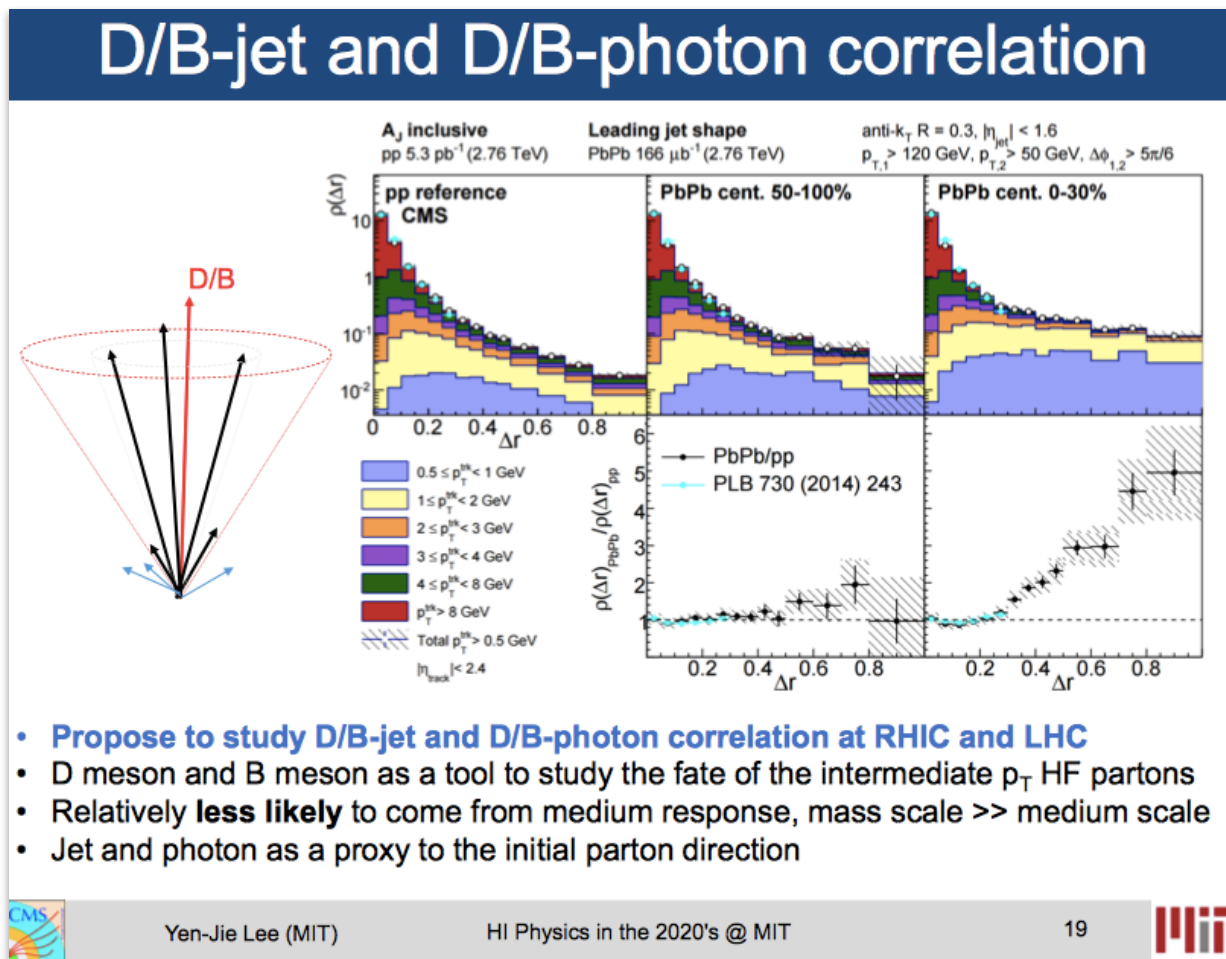 D/B-jet and D/B-photon correlation
A_J inclusive
pp 5.3 pb⁻¹ (2.76 TeV)
Leading jet shape
PbPb 166 μb⁻¹ (2.76 TeV)
anti-k_T R = 0.3, |η_jet| < 1.6
p_T,1 > 120 GeV, p_T,2 > 50 GeV, Δϕ_1,2 > 5π/6
D/B
ρ(Δr)
10
1
10⁻¹
10⁻²
pp reference
CMS
PbPb cent. 50-100%
PbPb cent. 0-30%
0 0.2 0.4 0.6 0.8
Δr
0.5 ≤ p_T^trk < 1 GeV
1 ≤ p_T^trk < 2 GeV
2 ≤ p_T^trk < 3 GeV
3 ≤ p_T^trk < 4 GeV
4 ≤ p_T^trk < 8 GeV
p_T^trk > 8 GeV
Total p_T^trk > 0.5 GeV
|η_track| < 2.4
ρ(Δr)_PbPb/ρ(Δr)_pp
6
5
4
3
2
1
PbPb/pp
PLB 730 (2014) 243
0.2 0.4 0.6 0.8
Δr
0.2 0.4 0.6 0.8
Δr
• Propose to study D/B-jet and D/B-photon correlation at RHIC and LHC
• D meson and B meson as a tool to study the fate of the intermediate p_T HF partons
• Relatively less likely to come from medium response, mass scale >> medium scale
• Jet and photon as a proxy to the initial parton direction
CMS
Yen-Jie Lee (MIT)
HI Physics in the 2020's @ MIT
19